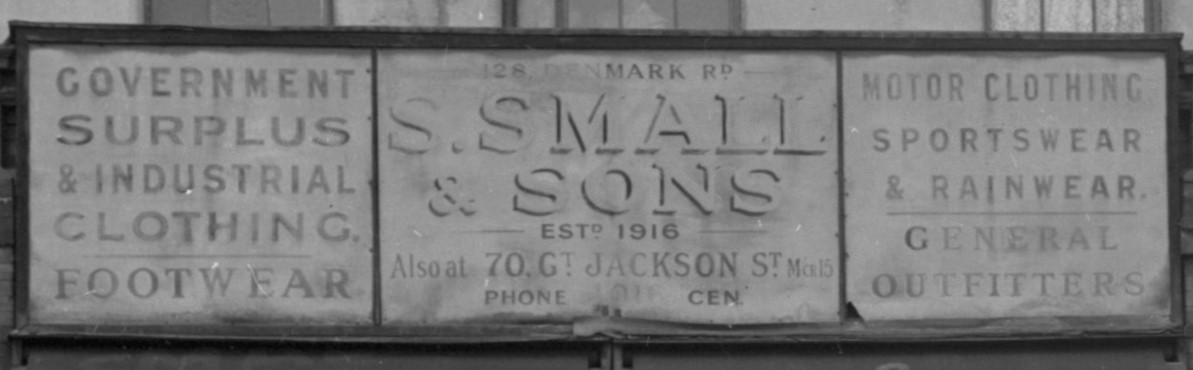 GOVERNMENT
SURPLUS
& INDUSTRIAL
CLOTHING.
FOOTWEAR
128, DENMARK RD
S. SMALL
& SONS
ESTD 1916
Also at 70, GT JACKSON ST Mcr 15
PHONE CEN.
MOTOR CLOTHING
SPORTSWEAR
& RAINWEAR.
GENERAL
OUTFITTERS